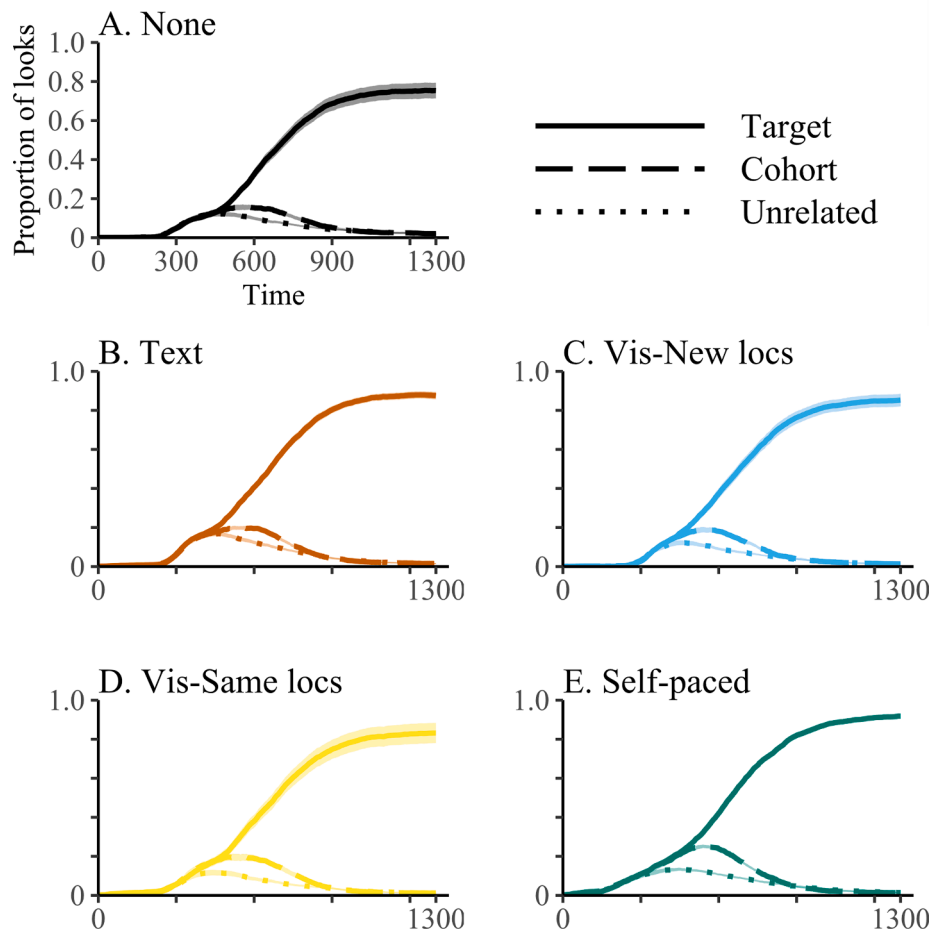 A. None
Proportion of looks
1.0
0.8
0.6
0.4
0.2
0
0 300 600 900 1300
Time
Target
Cohort
Unrelated
B. Text
1.0
0
0 1300
C. Vis-New locs
1.0
0
0 1300
D. Vis-Same locs
1.0
0
0 1300
E. Self-paced
1.0
0
0 1300